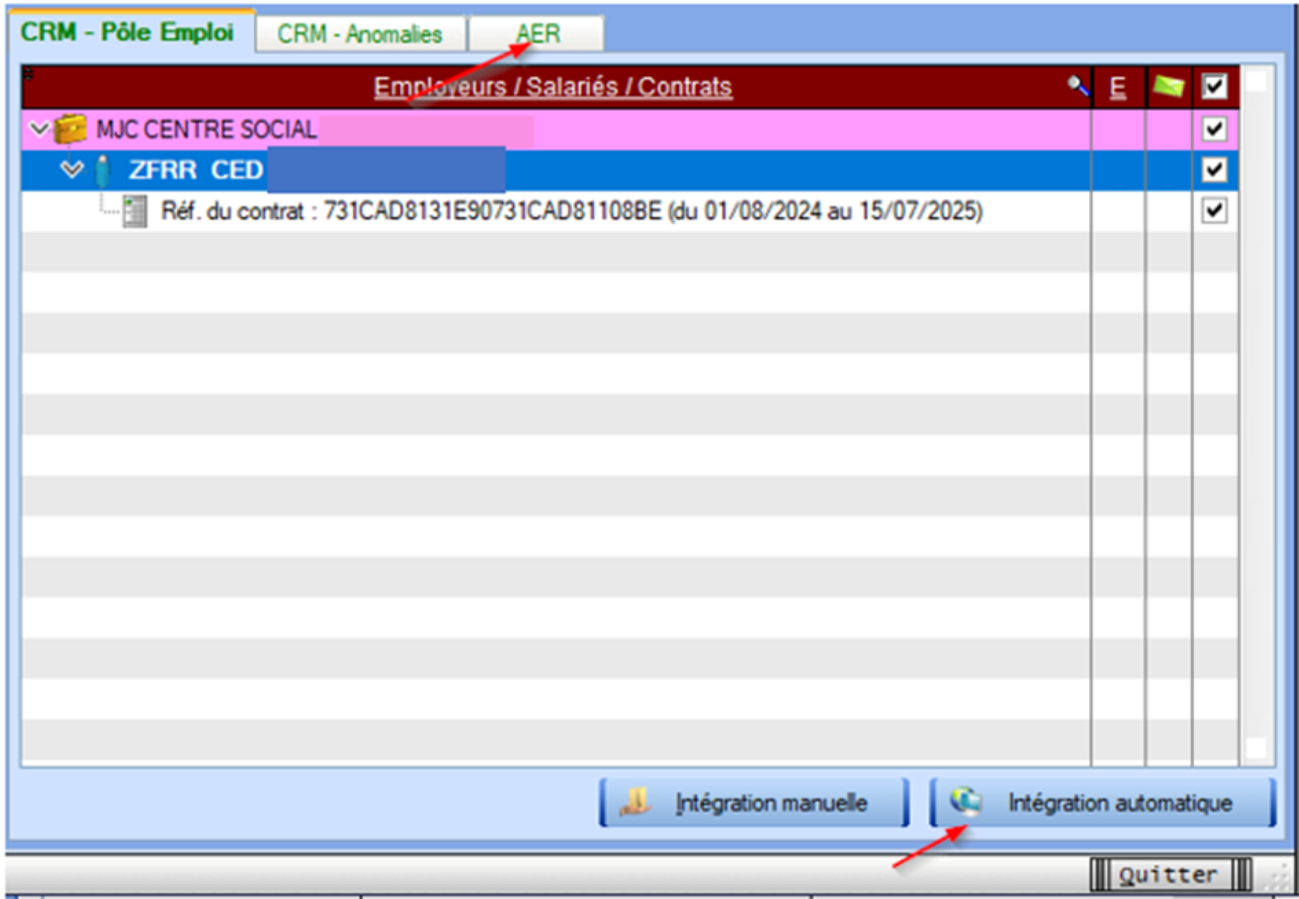 CRM - Pôle Emploi CRM - Anomalies AER
Employeurs / Salariés / Contrats E
MJC CENTRE SOCIAL
ZFRR CED
Réf. du contrat : 731CAD8131E90731CAD81108BE (du 01/08/2024 au 15/07/2025)
Intégration manuelle Intégration automatique
Quitter